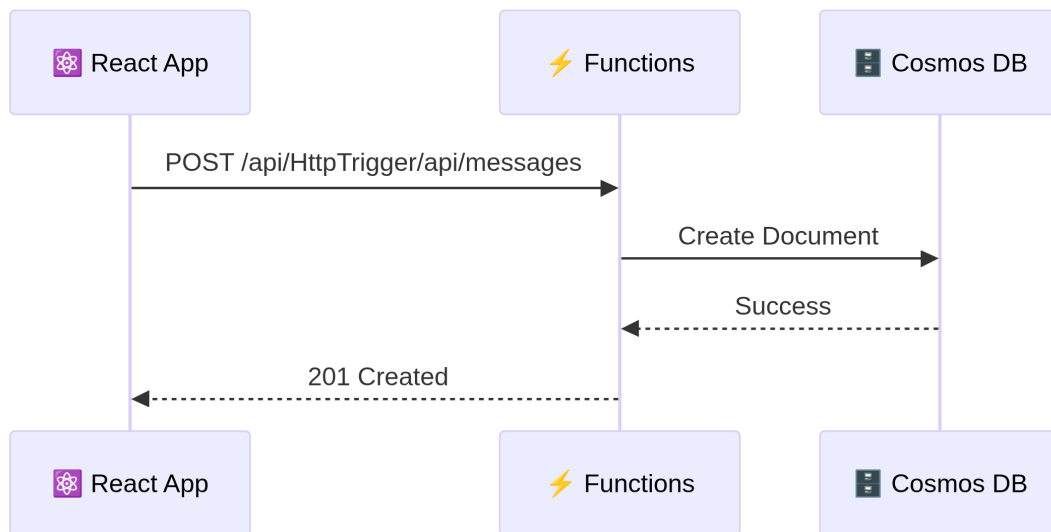 ⚛️ React App
⚡ Functions
🗄️ Cosmos DB
POST /api/HttpTrigger/api/messages
Create Document
Success
201 Created
⚛️ React App
⚡ Functions
🗄️ Cosmos DB